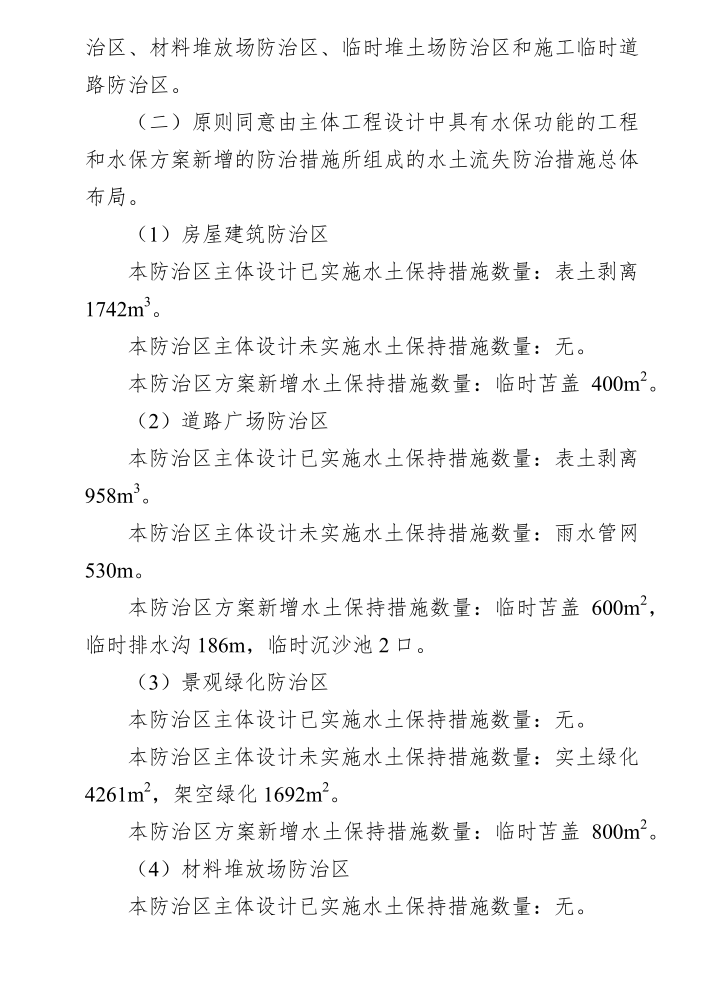 治区、材料堆放场防治区、临时堆土场防治区和施工临时道
路防治区。
（二）原则同意由主体工程设计中具有水保功能的工程
和水保方案新增的防治措施所组成的水土流失防治措施总体
布局。
（1）房屋建筑防治区
本防治区主体设计已实施水土保持措施数量：表土剥离
1742m³。
本防治区主体设计未实施水土保持措施数量：无。
本防治区方案新增水土保持措施数量：临时苫盖 400m²。
（2）道路广场防治区
本防治区主体设计已实施水土保持措施数量：表土剥离
958m³。
本防治区主体设计未实施水土保持措施数量：雨水管网
530m。
本防治区方案新增水土保持措施数量：临时苫盖 600m²，
临时排水沟 186m，临时沉沙池 2 口。
（3）景观绿化防治区
本防治区主体设计已实施水土保持措施数量：无。
本防治区主体设计未实施水土保持措施数量：实土绿化
4261m²，架空绿化 1692m²。
本防治区方案新增水土保持措施数量：临时苫盖 800m²。
（4）材料堆放场防治区
本防治区主体设计已实施水土保持措施数量：无。